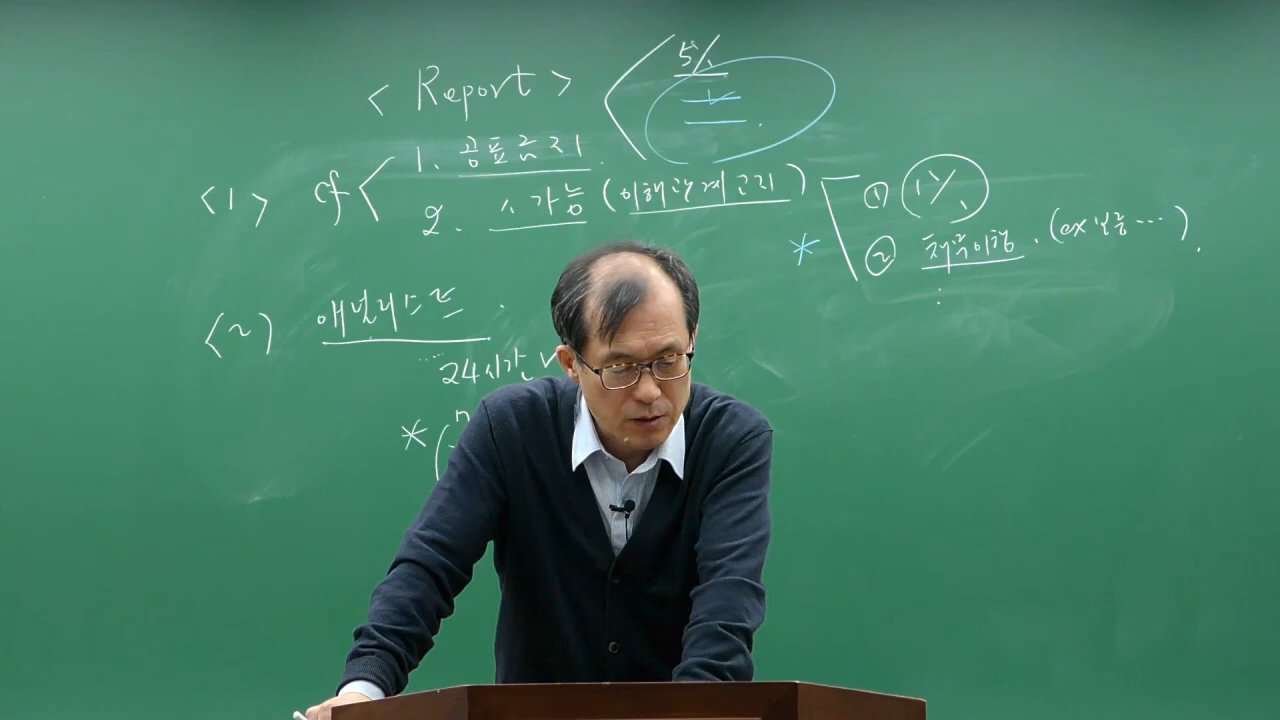 < Report > < 5%
<1> cf < 1. 공표금지.
2. 〃 가능 (이해관계고지) ① 1%
* ② 채무이행. (ex 보증 …).
<2> 애널리스트.
24시간
*(7